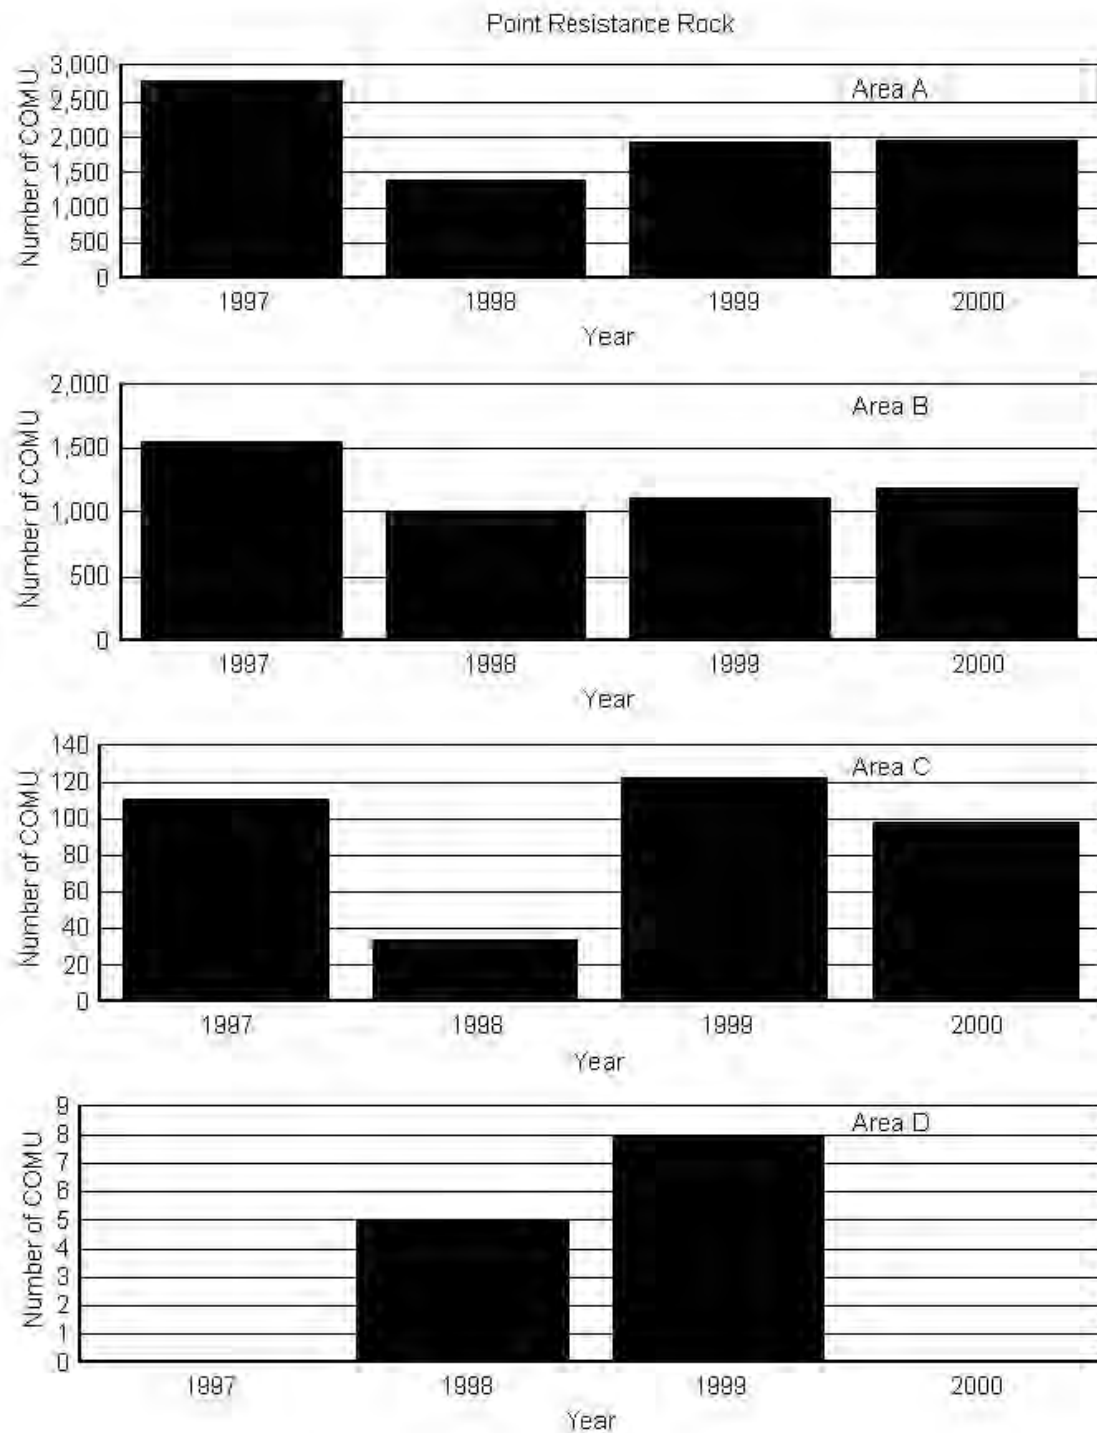 Point Resistance Rock
Number of COMU
3,000
2,500
2,000
1,500
1,000
500
0
Area A
1997 1998 1999 2000
Year
Number of COMU
2,000
1,500
1,000
500
0
Area B
1997 1998 1999 2000
Year
Number of COMU
140
120
100
80
60
40
20
0
Area C
1997 1998 1999 2000
Year
Number of COMU
9
8
7
6
5
4
3
2
1
0
Area D
1997 1998 1999 2000
Year